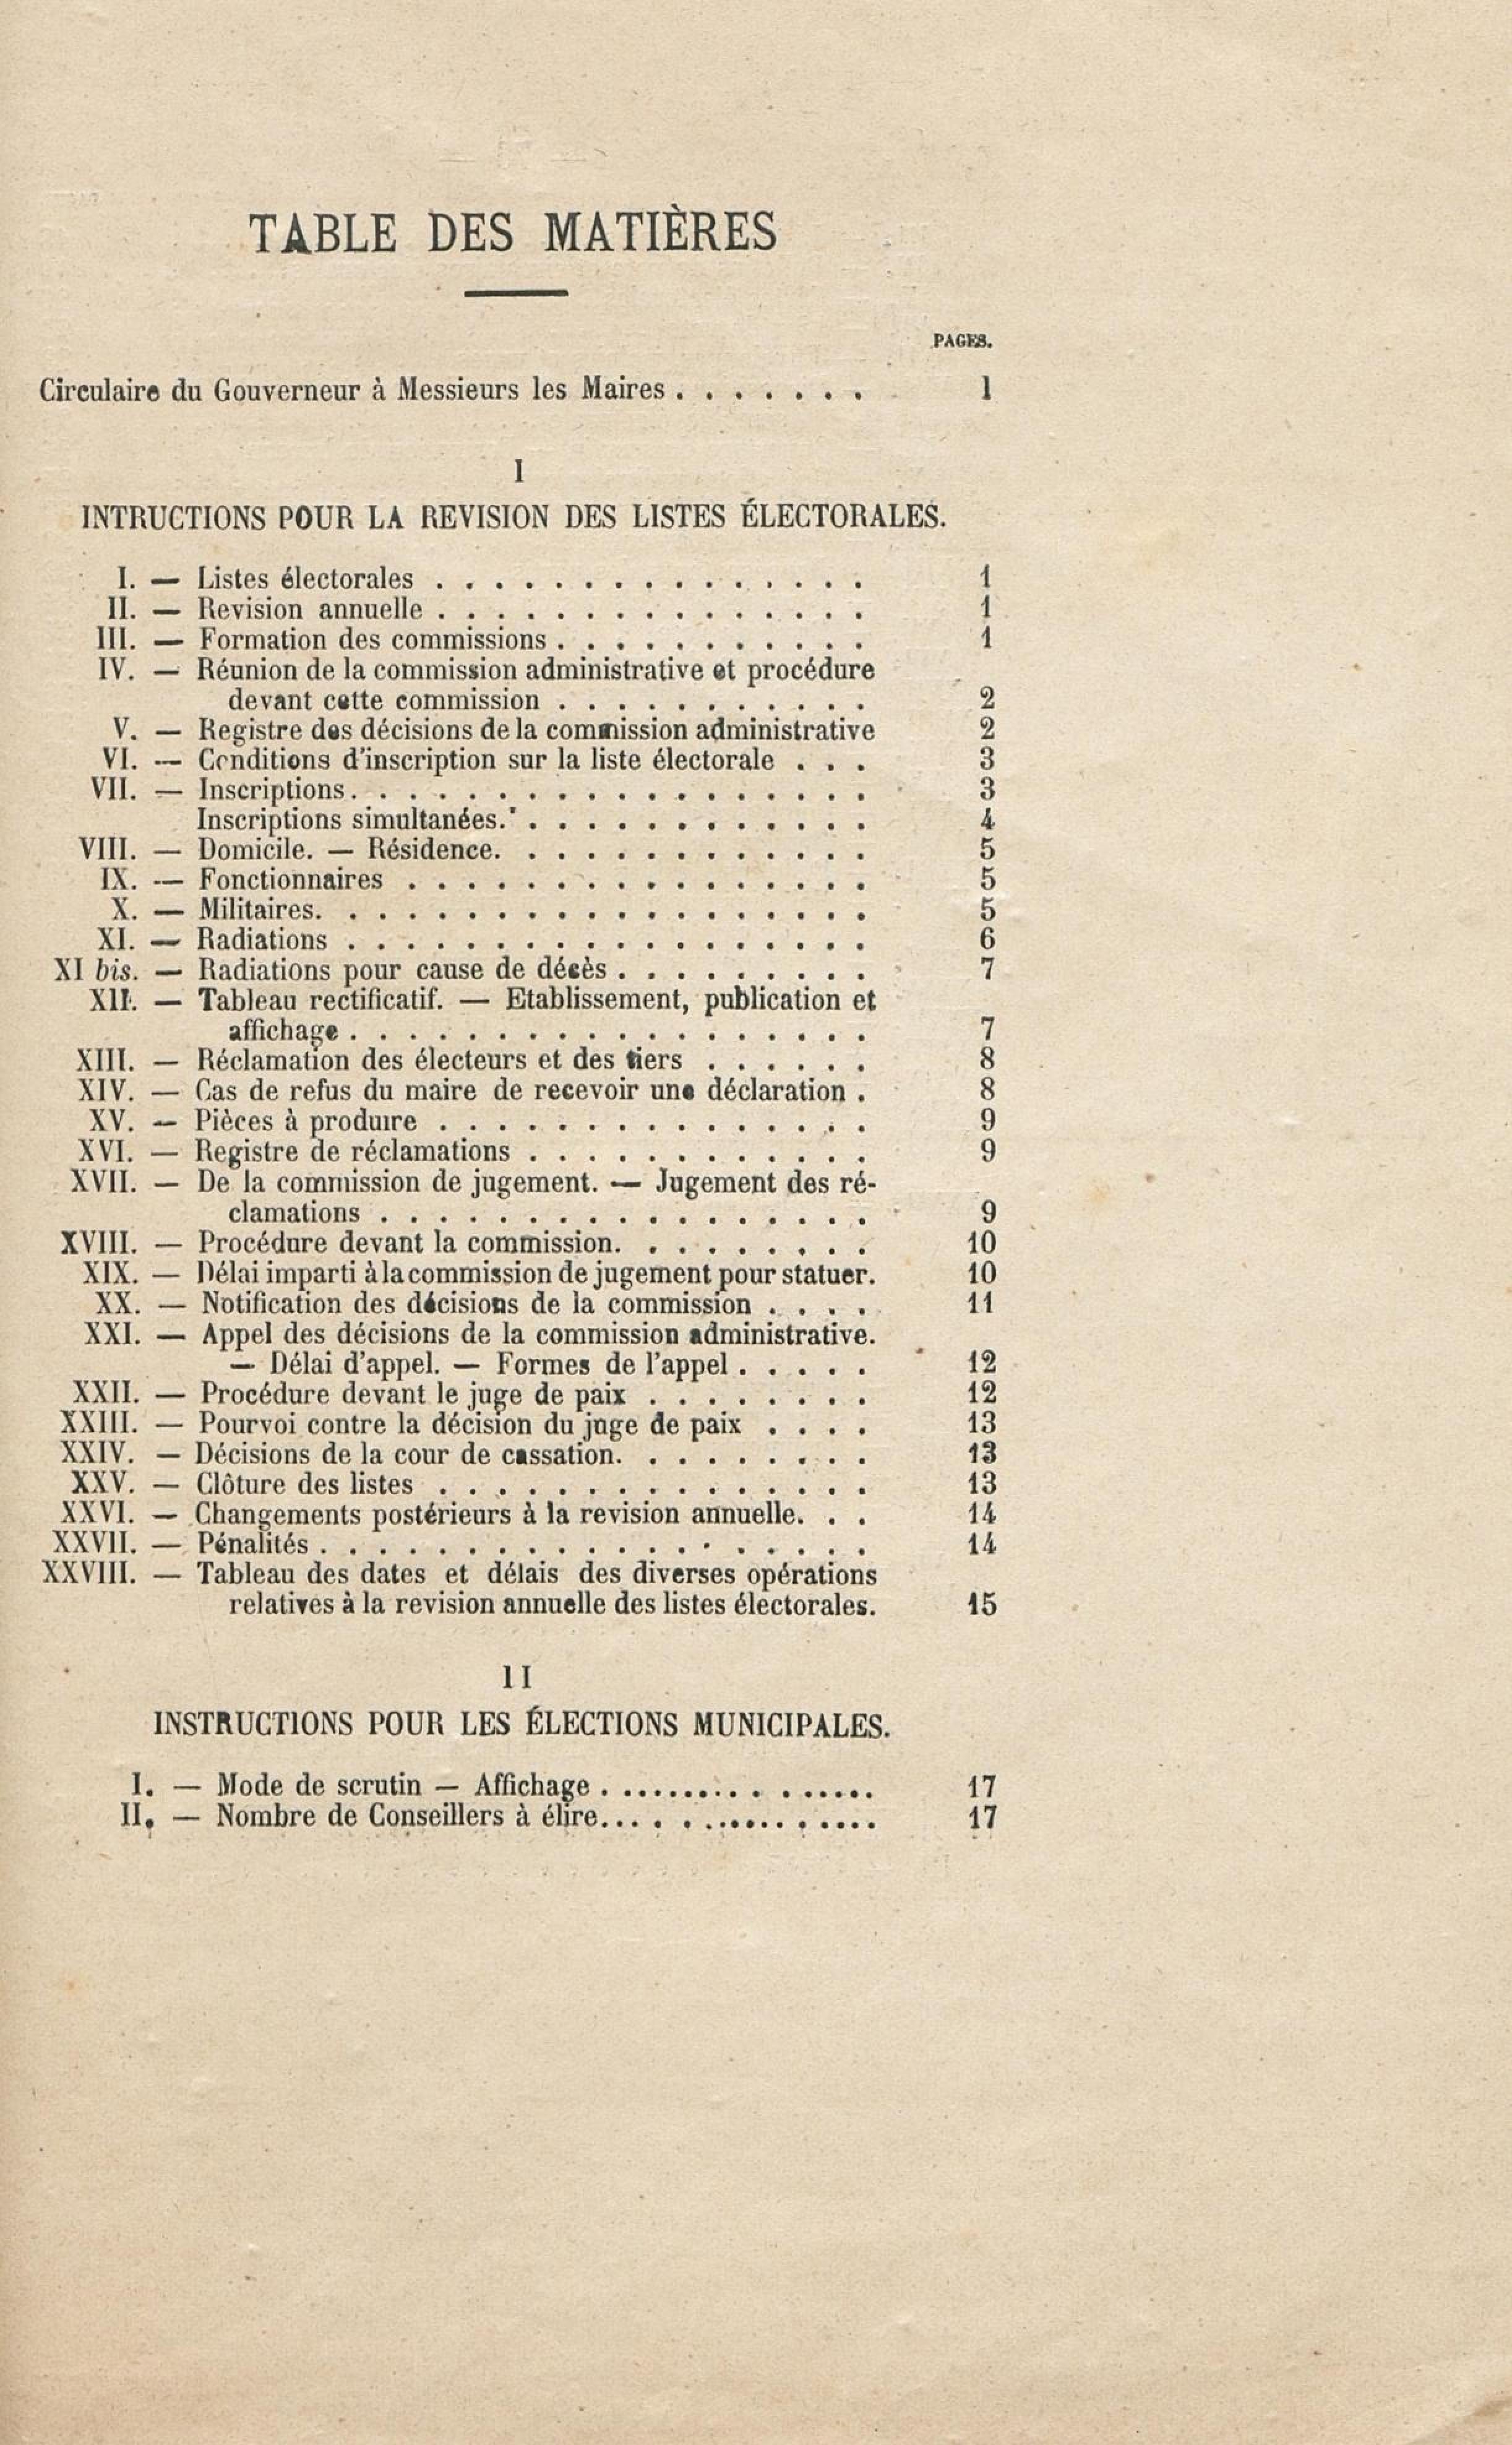 TABLE DES MATIÈRES
PAGES.
Circulaire du Gouverneur à Messieurs les Maires . . . . . . . 1
I
INTRUCTIONS POUR LA REVISION DES LISTES ÉLECTORALES.
I. — Listes électorales . . . . . . . . . . . . . . . 1
II. — Revision annuelle . . . . . . . . . . . . . . . 1
III. — Formation des commissions . . . . . . . . . . . 1
IV. — Réunion de la commission administrative et procédure
devant cette commission . . . . . . . . . . . 2
V. — Registre des décisions de la commission administrative 2
VI. — Conditions d'inscription sur la liste électorale . . . 3
VII. — Inscriptions. . . . . . . . . . . . . . . . . . 3
Inscriptions simultanées. . . . . . . . . . . . . 4
VIII. — Domicile. — Résidence. . . . . . . . . . . . . 5
IX. — Fonctionnaires . . . . . . . . . . . . . . . . 5
X. — Militaires. . . . . . . . . . . . . . . . . . . 5
XI. — Radiations . . . . . . . . . . . . . . . . . . 6
XI bis. — Radiations pour cause de décès . . . . . . . . . 7
XII. — Tableau rectificatif. — Etablissement, publication et
affichage . . . . . . . . . . . . . . . . . . 7
XIII. — Réclamation des électeurs et des tiers . . . . . . 8
XIV. — Cas de refus du maire de recevoir une déclaration . 8
XV. — Pièces à produire . . . . . . . . . . . . . . . 9
XVI. — Registre de réclamations . . . . . . . . . . . . 9
XVII. — De la commission de jugement. — Jugement des ré-
clamations . . . . . . . . . . . . . . . . . 9
XVIII. — Procédure devant la commission. . . . . . . . . 10
XIX. — Délai imparti à la commission de jugement pour statuer. 10
XX. — Notification des décisions de la commission . . . . 11
XXI. — Appel des décisions de la commission administrative.
— Délai d'appel. — Formes de l'appel . . . . . 12
XXII. — Procédure devant le juge de paix . . . . . . . . 12
XXIII. — Pourvoi contre la décision du juge de paix . . . . 13
XXIV. — Décisions de la cour de cassation. . . . . . . . . 13
XXV. — Clôture des listes . . . . . . . . . . . . . . . 13
XXVI. — Changements postérieurs à la revision annuelle. . . 14
XXVII. — Pénalités . . . . . . . . . . . . . . . . . . . 14
XXVIII. — Tableau des dates et délais des diverses opérations
relatives à la revision annuelle des listes électorales. 15
II
INSTRUCTIONS POUR LES ÉLECTIONS MUNICIPALES.
I. — Mode de scrutin — Affichage . ......... . . ...... 17
II. — Nombre de Conseillers à élire... . . ....... . .... 17